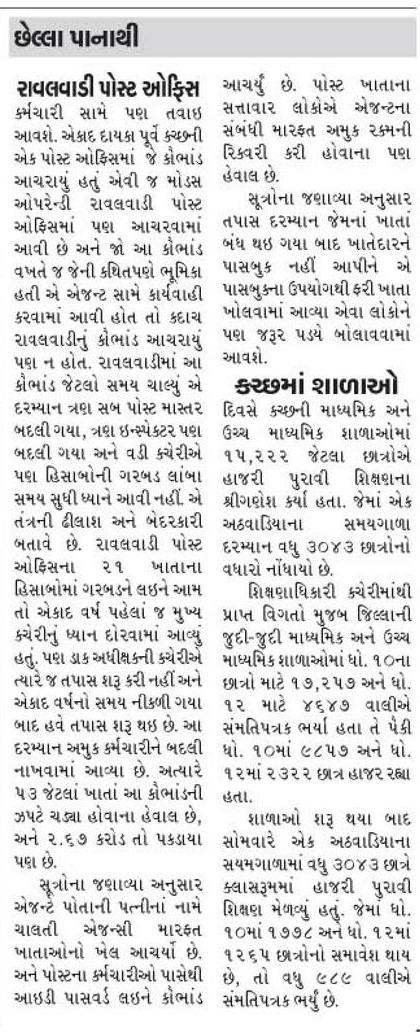 છેલ્લા પાનાથી
રાવલવાડી પોસ્ટ ઓફિસ
કર્મચારી સામે પણ તવાઇ
આવશે. એકાદ દાયકા પૂર્વે કચ્છની
એક પોસ્ટ ઓફિસમાં જે કૌભાંડ
આચરાયું હતું એવી જ મોડસ
ઓપરેન્ડી રાવલવાડી પોસ્ટ
ઓફિસમાં પણ આચરવામાં
આવી છે અને જો આ કૌભાંડ
વખતે જ જેની કથિતપણે ભૂમિકા
હતી એ એજન્ટ સામે કાર્યવાહી
કરવામાં આવી હોત તો કદાચ
રાવલવાડીનું કૌભાંડ આચરાયું
પણ ન હોત. રાવલવાડીમાં આ
કૌભાંડ જેટલો સમય ચાલ્યું એ
દરમ્યાન ત્રણ સબ પોસ્ટ માસ્તર
બદલી ગયા, ત્રણ ઇન્સ્પેક્ટર પણ
બદલી ગયા અને વડી કચેરીએ
પણ હિસાબોની ગરબડ લાંબા
સમય સુધી ધ્યાને આવી નહીં. એ
તંત્રની ઢીલાશ અને બેદરકારી
બતાવે છે. રાવલવાડી પોસ્ટ
ઓફિસના ૨૧ ખાતાના
હિસાબોમાં ગરબડને લઇને આમ
તો એકાદ વર્ષ પહેલાં જ મુખ્ય
કચેરીનું ધ્યાન દોરવામાં આવ્યું
હતું. પણ ડાક અધીક્ષકની કચેરીએ
ત્યારે જ તપાસ શરૂ કરી નહીં અને
એકાદ વર્ષનો સમય નીકળી ગયા
બાદ હવે તપાસ શરૂ થઇ છે. આ
દરમ્યાન અમુક કર્મચારીને બદલી
નાખવામાં આવ્યા છે. અત્યારે
૫૩ જેટલાં ખાતાં આ કૌભાંડની
ઝપટે ચડ્યા હોવાના હેવાલ છે,
અને ૨.૬૭ કરોડ તો પકડાયા
પણ છે.
સૂત્રોના જણાવ્યા અનુસાર
એજન્ટે પોતાની પત્નીનાં નામે
ચાલતી એજન્સી મારફત
ખાતાઓનો ખેલ આચર્યો છે.
અને પોસ્ટના કર્મચારીઓ પાસેથી
આઇડી પાસવર્ડ લઇને કૌભાંડ
આચર્યું છે. પોસ્ટ ખાતાના
સત્તાવાર લોકોએ એજન્ટના
સંબંધી મારફત અમુક રકમની
રિકવરી કરી હોવાના પણ
હેવાલ છે.
સૂત્રોના જણાવ્યા અનુસાર
તપાસ દરમ્યાન જેમનાં ખાતા
બંધ થઇ ગયા બાદ ખાતેદારને
પાસબુક નહીં આપીને એ
પાસબુકના ઉપયોગથી ફરી ખાતા
ખોલવામાં આવ્યા એવા લોકોને
પણ જરૂર પડયે બોલાવવામાં
આવશે.
કચ્છમાં શાળાઓ
દિવસે કચ્છની માધ્યમિક અને
ઉચ્ચ માધ્યમિક શાળાઓમાં
૧૫,૨૨૨ જેટલા છાત્રોએ
હાજરી પુરાવી શિક્ષણના
શ્રીગણેશ કર્યા હતા. જેમાં એક
અઠવાડિયાના સમયગાળા
દરમ્યાન વધુ ૩૦૪૩ છાત્રોનો
વધારો નોંધાયો છે.
શિક્ષણાધિકારી કચેરીમાંથી
પ્રાપ્ત વિગતો મુજબ જિલ્લાની
જુદી-જુદી માધ્યમિક અને ઉચ્ચ
માધ્યમિક શાળાઓમાં ધો. ૧૦ના
છાત્રો માટે ૧૭,૨૫૭ અને ધો.
૧૨ માટે ૪૬૪૭ વાલીએ
સંમતિપત્રક ભર્યા હતા તે પૈકી
ધો. ૧૦માં ૯૮૫૭ અને ધો.
૧૨માં ૨૩૨૨ છાત્ર હાજર રહ્યા
હતા.
શાળાઓ શરૂ થયા બાદ
સોમવારે એક અઠવાડિયાના
સયમગાળામાં વધુ ૩૦૪૩ છાત્રે
ક્લાસરૂમમાં હાજરી પુરાવી
શિક્ષણ મેળવ્યું હતું. જેમાં ધો.
૧૦માં ૧૭૭૮ અને ધો. ૧૨માં
૧૨૬૫ છાત્રોનો સમાવેશ થાય
છે, તો વધુ ૯૮૯ વાલીએ
સંમતિપત્રક ભર્યું છે.